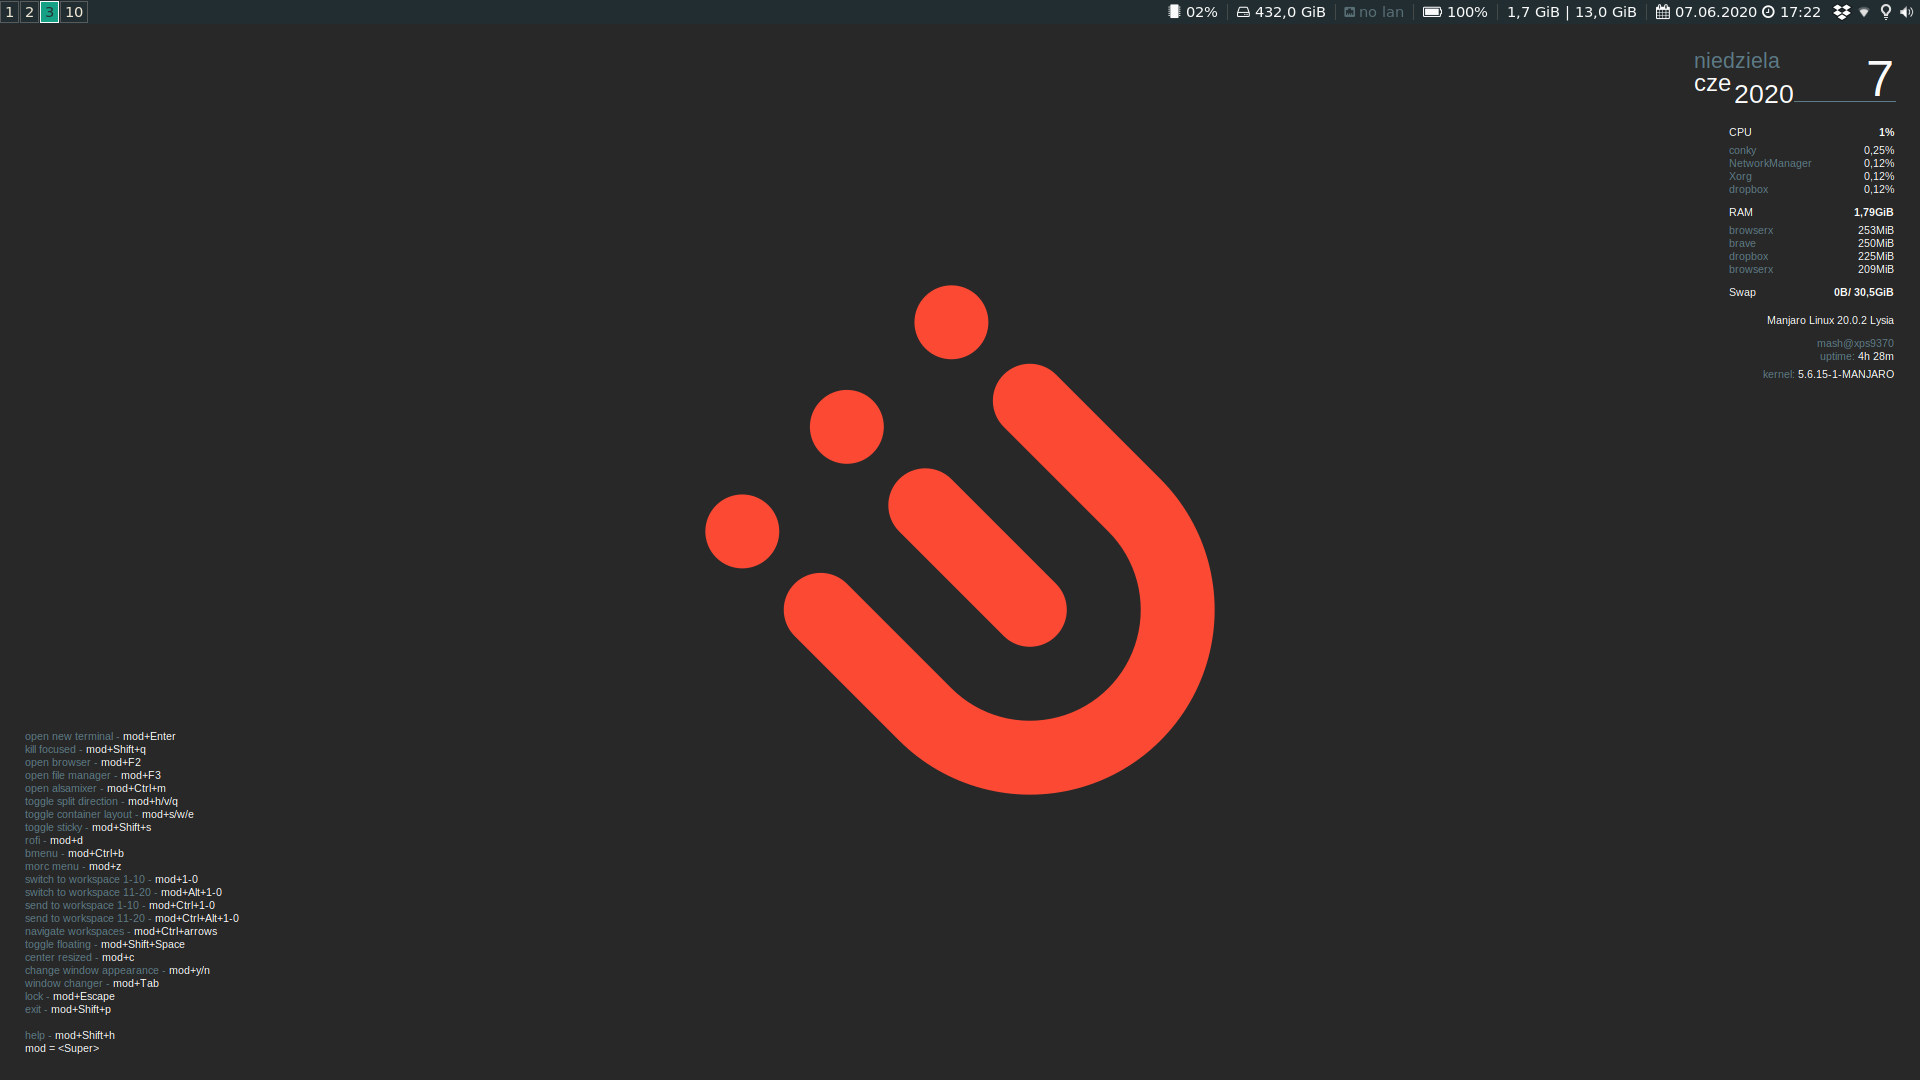 1 2 3 10 02% 432,0 GiB no lan 100% 1,7 GiB | 13,0 GiB 07.06.2020 17:22
niedziela
cze 2020 7
CPU 1%
conky 0,25%
NetworkManager 0,12%
Xorg 0,12%
dropbox 0,12%
RAM 1,79GiB
browserx 253MiB
brave 250MiB
dropbox 225MiB
browserx 209MiB
Swap 0B/ 30,5GiB
Manjaro Linux 20.0.2 Lysia
mash@xps9370
uptime: 4h 28m
kernel: 5.6.15-1-MANJARO
open new terminal - mod+Enter
kill focused - mod+Shift+q
open browser - mod+F2
open file manager - mod+F3
open alsamixer - mod+Ctrl+m
toggle split direction - mod+h/v/q
toggle container layout - mod+s/w/e
toggle sticky - mod+Shift+s
rofi - mod+d
bmenu - mod+Ctrl+b
morc menu - mod+z
switch to workspace 1-10 - mod+1-0
switch to workspace 11-20 - mod+Alt+1-0
send to workspace 1-10 - mod+Ctrl+1-0
send to workspace 11-20 - mod+Ctrl+Alt+1-0
navigate workspaces - mod+Ctrl+arrows
toggle floating - mod+Shift+Space
center resized - mod+c
change window appearance - mod+y/n
window changer - mod+Tab
lock - mod+Escape
exit - mod+Shift+p
help - mod+Shift+h
mod = <Super>